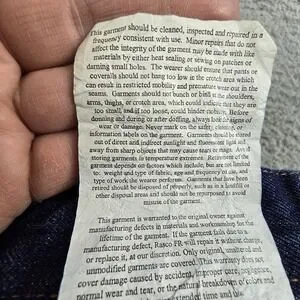 This garment should be cleaned, inspected and repaired in a
frequency consistent with use. Minor repairs that do not
affect the integrity of the garment may be made with like
materials by either heat sealing or sewing on patches or
darning small holes. The wearer should ensure that pants or
coveralls should not hang too low in the crotch area which
can result in restricted mobility and premature wear out in the
seams. Garments should not bunch or bind at the shoulders,
arms, thighs, or crotch area, which could indicate that they are
too small, and if too loose, could hinder mobility. Before
donning and during or after doffing, always look for signs of
wear or damage. Never mark on the safety, cleaning, or
information labels on the garment. Garments should be stored
out of direct and indirect sunlight and fluorescent light and
away from sharp objects that may cause tears or snags. Avoid
storing garments in temperature extremes. Retirement of the
garment depends on factors which include, but are not limited
to: weight and type of fabric, age and frequency of use, and
type of work the wearer performs. Garments that have been
retired should be disposed of properly, such as in a landfill or
other disposal areas and should not be repurposed to avoid
misuse of the garment.
This garment is warranted to the original owner against
manufacturing defects in materials and workmanship for the
lifetime of the garment. If the garment fails due to a
manufacturing defect, Rasco FR will repair it without charge,
or replace it, at our discretion. Only original, unaltered and
unmodified garments are covered. This warranty does not
cover damage caused by accident, improper care, negligence,
normal wear and tear, or the natural breakdown of colors and
extended time and